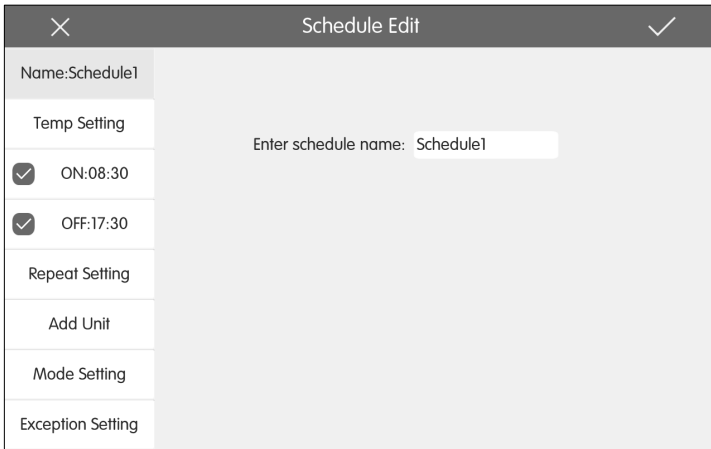 Schedule Edit
Name:Schedule1
Temp Setting
ON:08:30
OFF:17:30
Repeat Setting
Add Unit
Mode Setting
Exception Setting
Enter schedule name: Schedule1